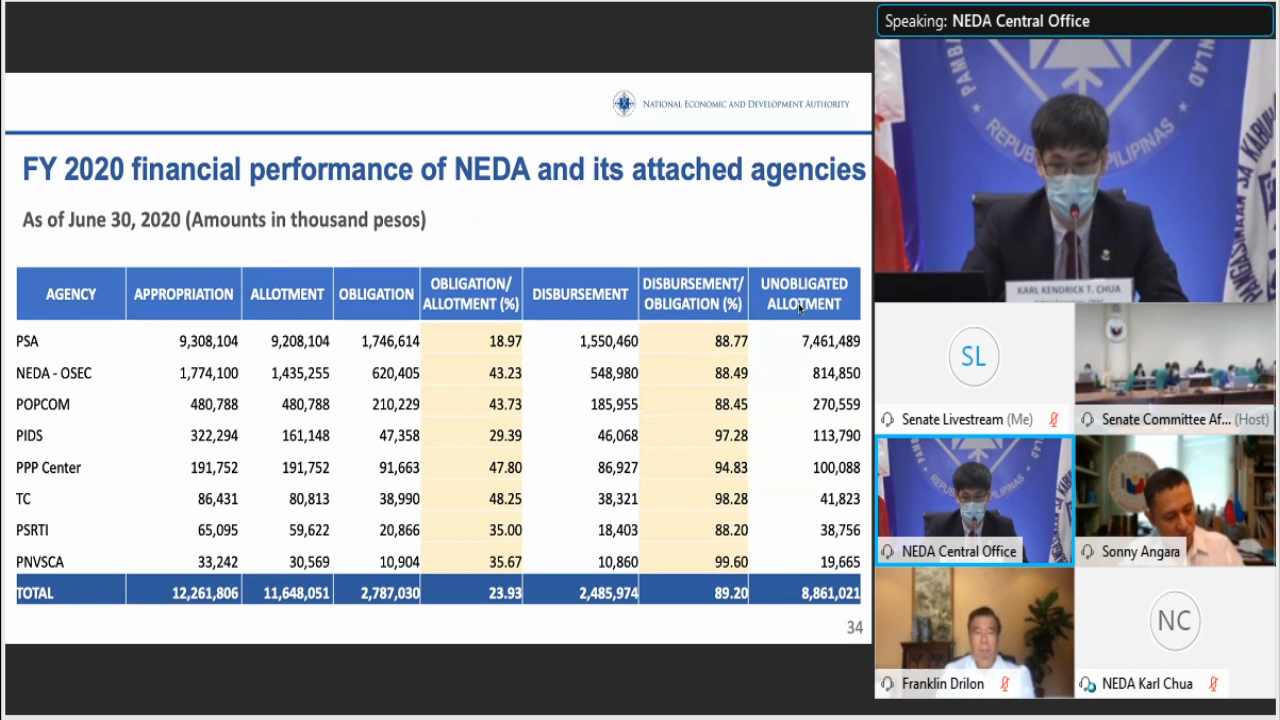 Speaking: NEDA Central Office
NATIONAL ECONOMIC AND DEVELOPMENT AUTHORITY
FY 2020 financial performance of NEDA and its attached agencies
As of June 30, 2020 (Amounts in thousand pesos)
AGENCY APPROPRIATION ALLOTMENT OBLIGATION OBLIGATION/ ALLOTMENT (%) DISBURSEMENT DISBURSEMENT/ OBLIGATION (%) UNOBLIGATED ALLOTMENT
PSA 9,308,104 9,208,104 1,746,614 18.97 1,550,460 88.77 7,461,489
NEDA - OSEC 1,774,100 1,435,255 620,405 43.23 548,980 88.49 814,850
POPCOM 480,788 480,788 210,229 43.73 185,955 88.45 270,559
PIDS 322,294 161,148 47,358 29.39 46,068 97.28 113,790
PPP Center 191,752 191,752 91,663 47.80 86,927 94.83 100,088
TC 86,431 80,813 38,990 48.25 38,321 98.28 41,823
PSRTI 65,095 59,622 20,866 35.00 18,403 88.20 38,756
PNVSCA 33,242 30,569 10,904 35.67 10,860 99.60 19,665
TOTAL 12,261,806 11,648,051 2,787,030 23.93 2,485,974 89.20 8,861,021
34
PAMBA
NLAD
REPUB
PILIPINAS
PANGASIWAAN SA KABUH
KARL KENDRICK T. CHUA
SL
Senate Livestream (Me)
Senate Committee Af... (Host)
NEDA Central Office
Sonny Angara
Franklin Drilon
NC
NEDA Karl Chua